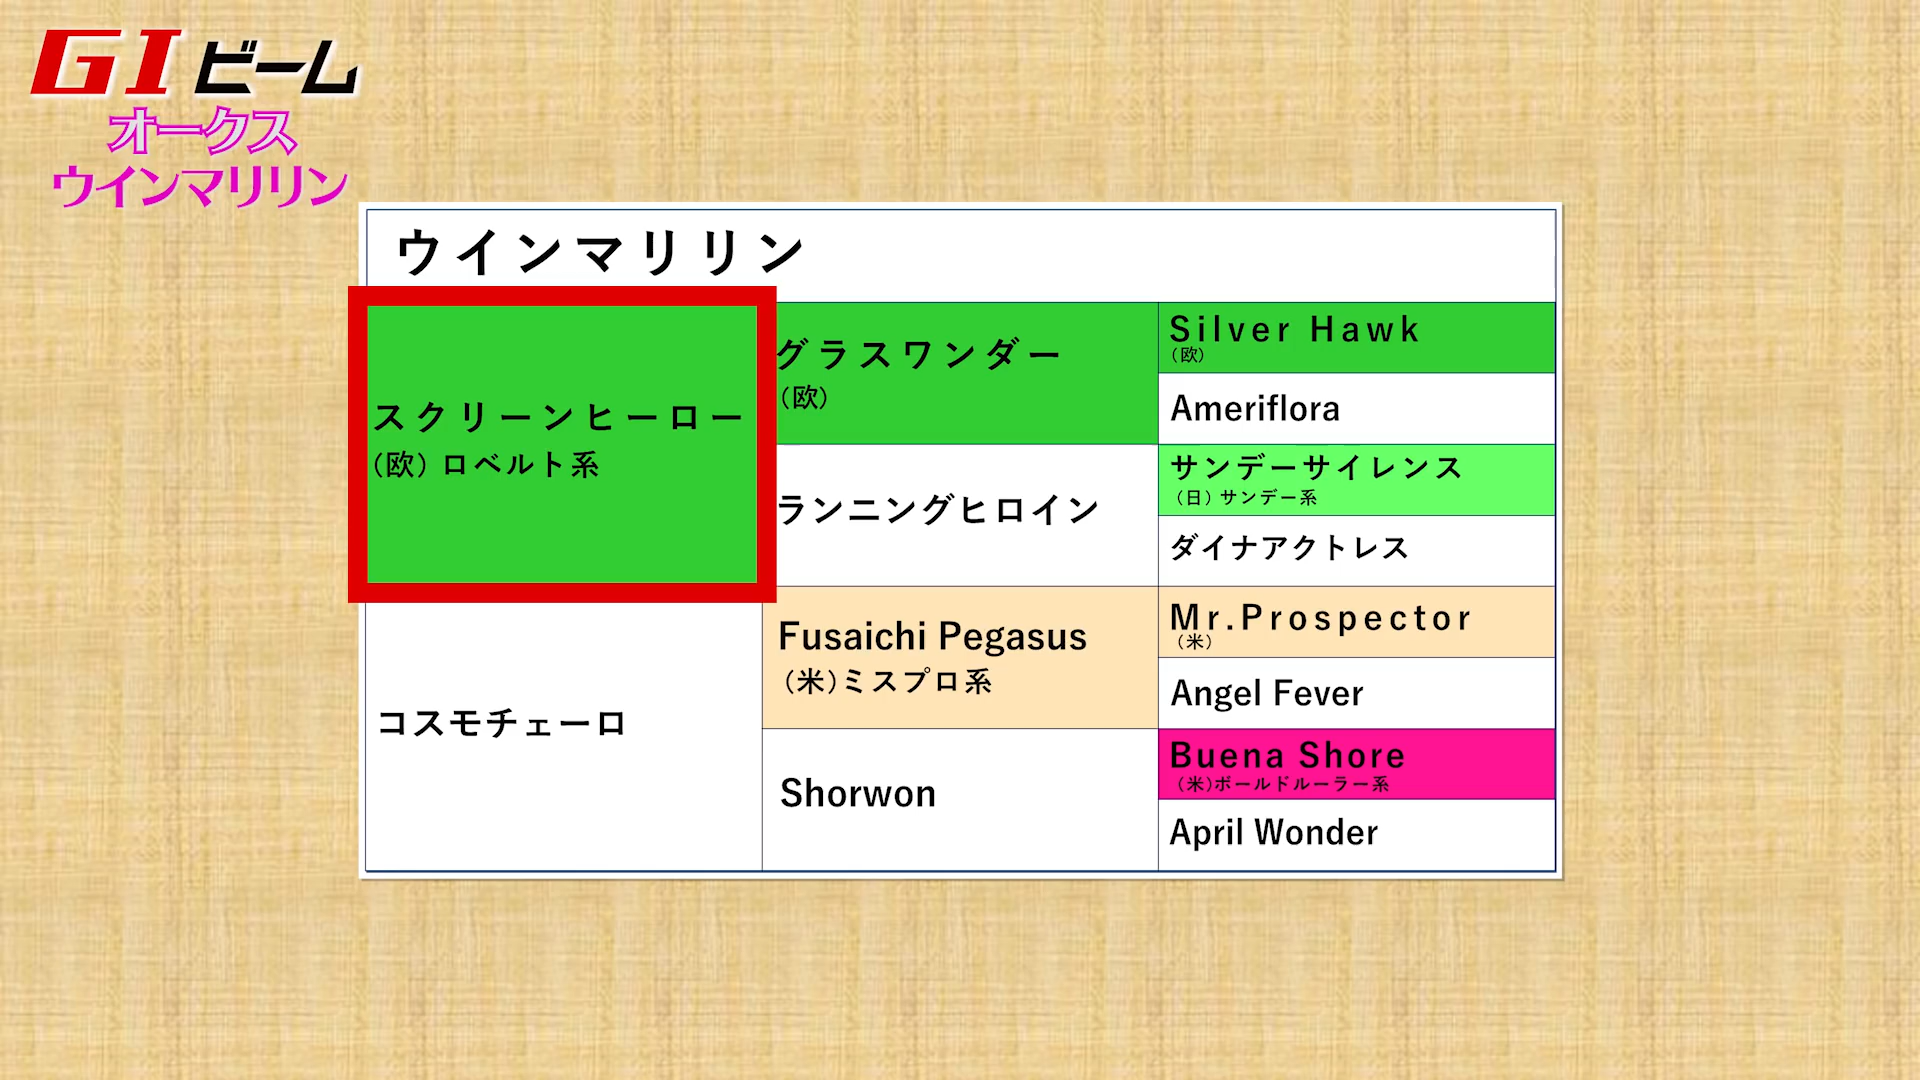 GIビーム
オークス
ウインマリリン
ウインマリリン
スクリーンヒーロー
(欧) ロベルト系
グラスワンダー
(欧)
Silver Hawk
(欧)
Ameriflora
ランニングヒロイン
サンデーサイレンス
(日) サンデー系
ダイナアクトレス
コスモチェーロ
Fusaichi Pegasus
(米)ミスプロ系
Mr.Prospector
(米)
Angel Fever
Shorwon
Buena Shore
(米)ボールドルーラー系
April Wonder